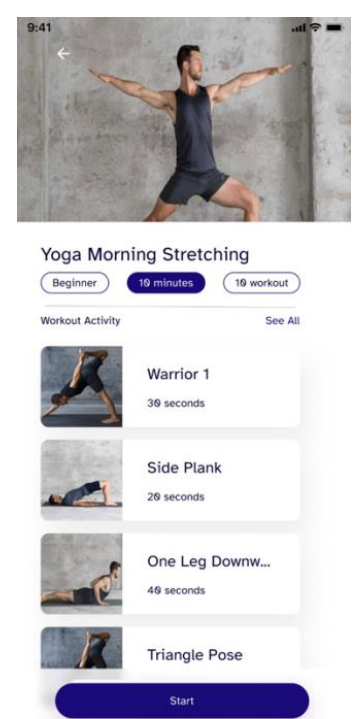 9:41
Yoga Morning Stretching
Beginner
10 minutes
10 workout
Workout Activity
See All
Warrior 1
30 seconds
Side Plank
20 seconds
One Leg Downw...
40 seconds
Triangle Pose
Start